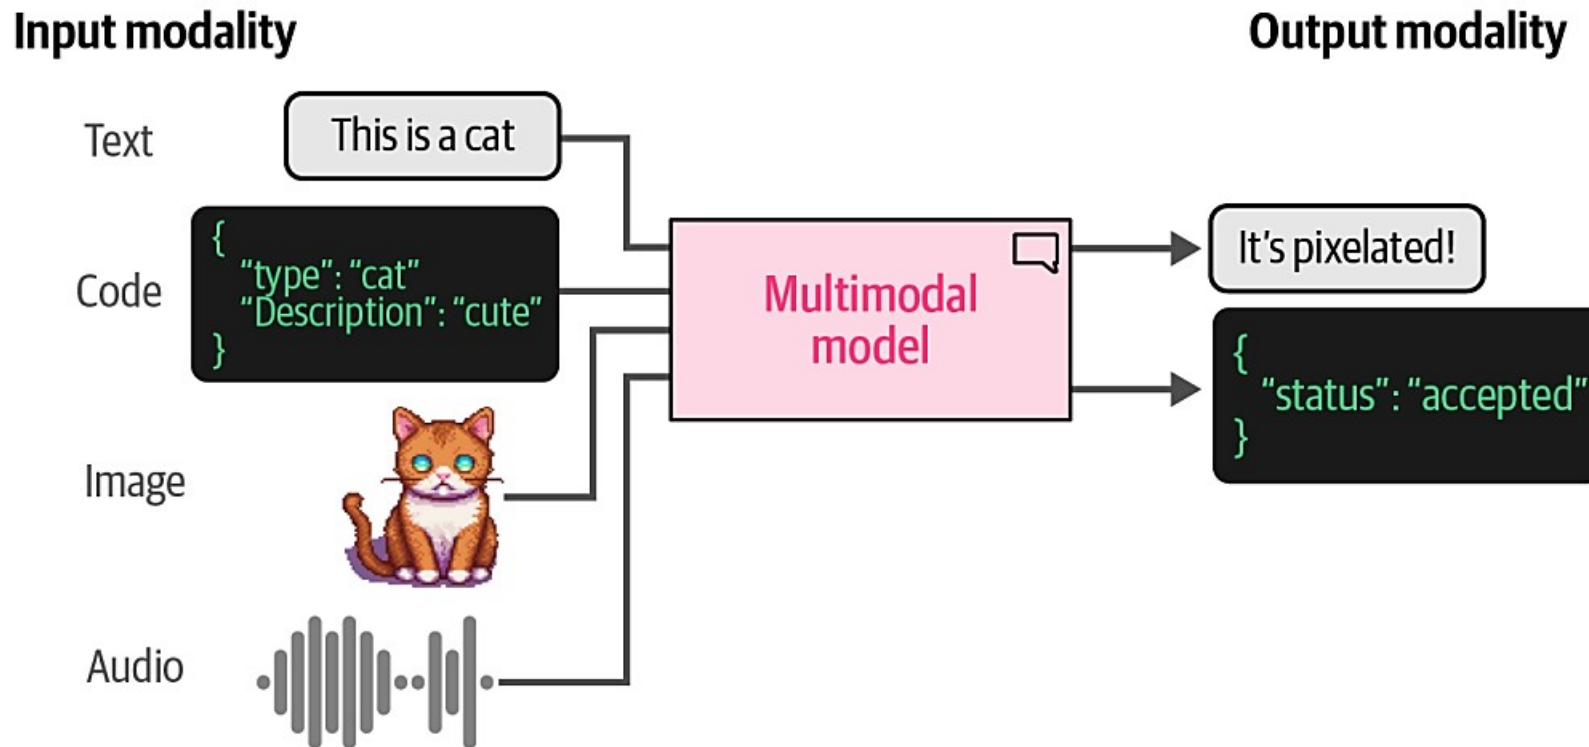 Input modality
Output modality
Text
This is a cat
Code
{
“type”: “cat”
“Description”: “cute”
}
Image
Audio
Multimodal
model
It’s pixelated!
{
“status”: “accepted”
}